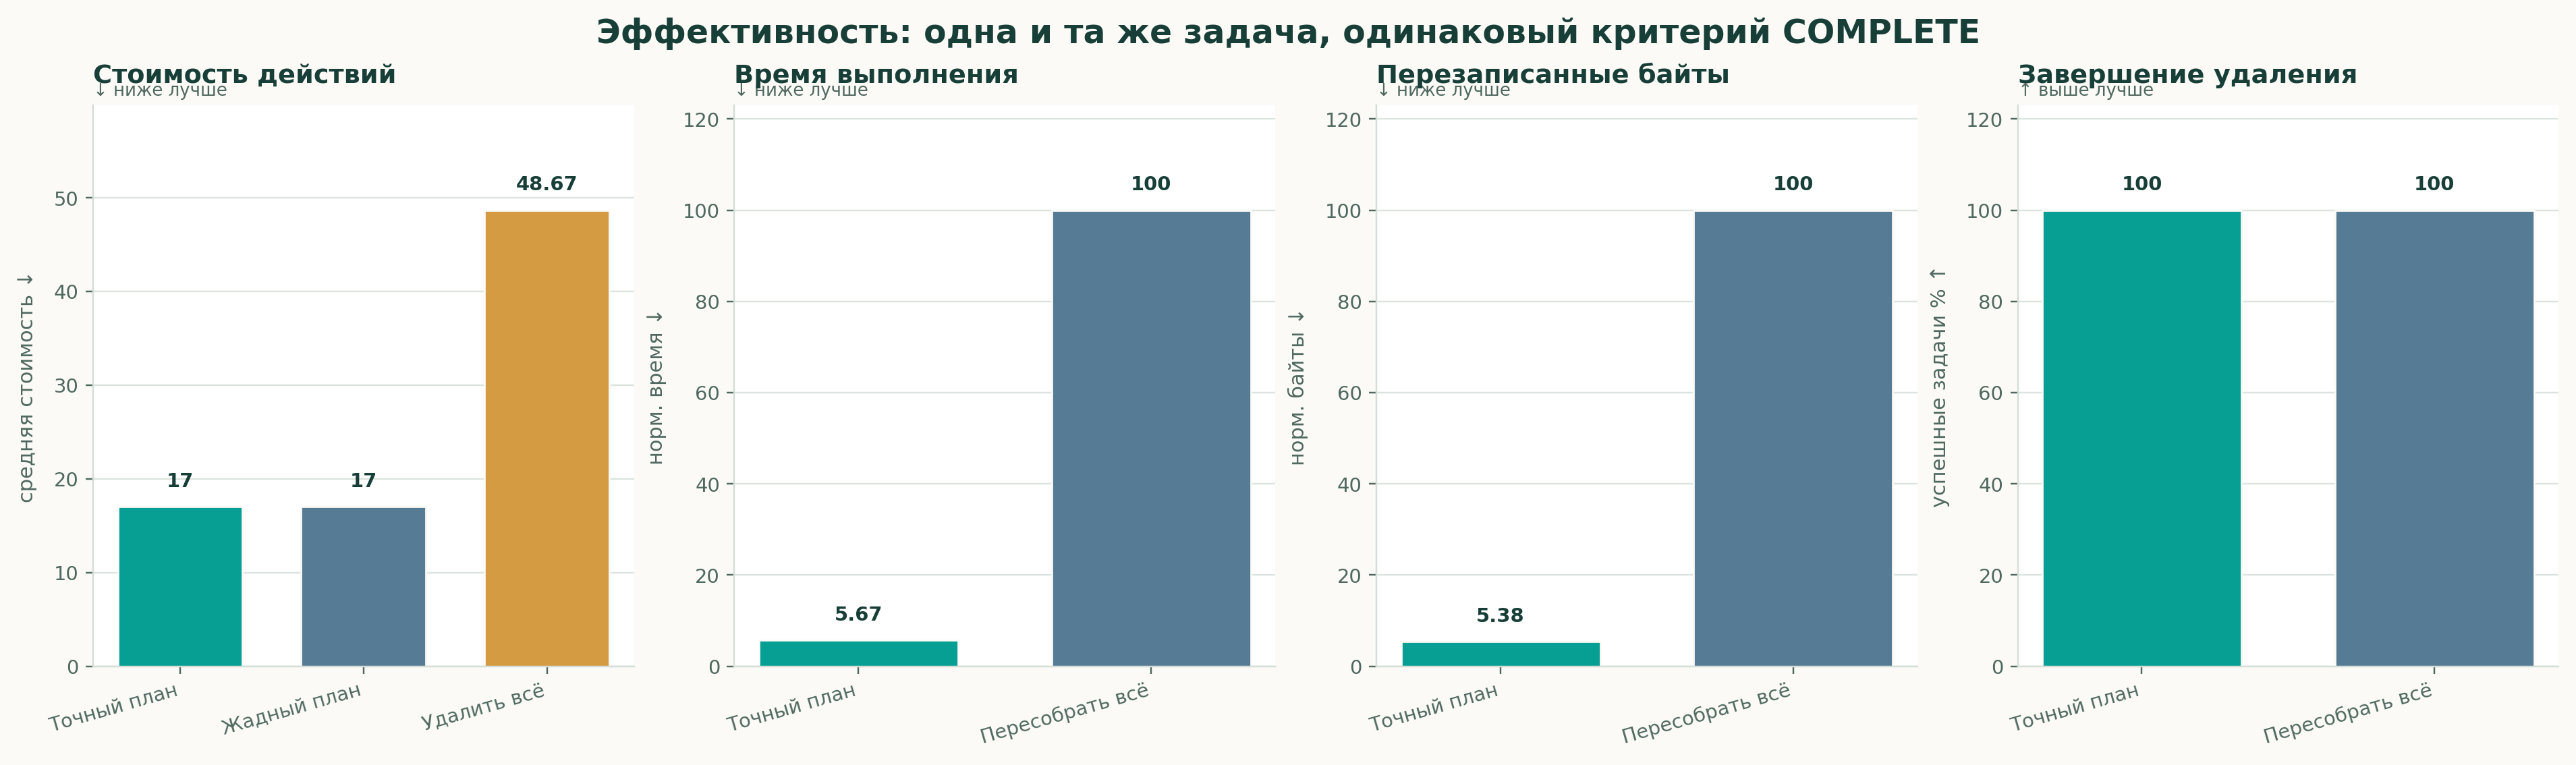 Эффективность: одна и та же задача, одинаковый критерий COMPLETE
Стоимость действий
↓ ниже лучше
средняя стоимость ↓
50
40
30
20
10
0
17
17
48.67
Точный план
Жадный план
Удалить всё
Время выполнения
↓ ниже лучше
норм. время ↓
120
100
80
60
40
20
0
5.67
100
Точный план
Пересобрать всё
Перезаписанные байты
↓ ниже лучше
норм. байты ↓
120
100
80
60
40
20
0
5.38
100
Точный план
Пересобрать всё
Завершение удаления
↑ выше лучше
успешные задачи % ↑
120
100
80
60
40
20
0
100
100
Точный план
Пересобрать всё